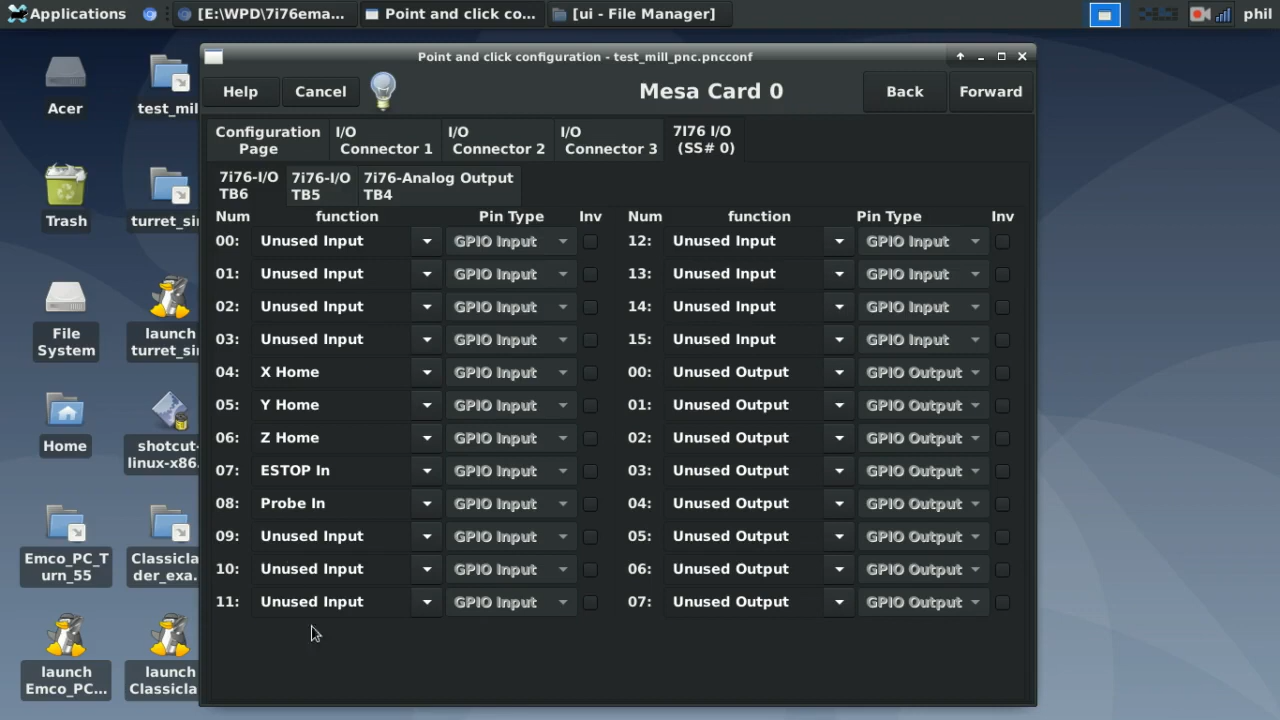 Applications
[E:\WPD\7i76ema...
Point and click co...
[ui - File Manager]
phil
Acer
test_mil
Trash
turret_sin
File
System
launch
turret_sin
Home
shotcut-
linux-x86.
Emco_PC_T
urn_55
Classicla
der_exa.
launch
Emco_PC...
launch
Classicla
Point and click configuration - test_mill_pnc.pncconf
Help
Cancel
Mesa Card 0
Back
Forward
Configuration
Page
I/O
Connector 1
I/O
Connector 2
I/O
Connector 3
7I76 I/O
(SS# 0)
7i76-I/O
TB6
7i76-I/O
TB5
7i76-Analog Output
TB4
Num function Pin Type Inv Num function Pin Type Inv
00: Unused Input GPIO Input 12: Unused Input GPIO Input
01: Unused Input GPIO Input 13: Unused Input GPIO Input
02: Unused Input GPIO Input 14: Unused Input GPIO Input
03: Unused Input GPIO Input 15: Unused Input GPIO Input
04: X Home GPIO Input 00: Unused Output GPIO Output
05: Y Home GPIO Input 01: Unused Output GPIO Output
06: Z Home GPIO Input 02: Unused Output GPIO Output
07: ESTOP In GPIO Input 03: Unused Output GPIO Output
08: Probe In GPIO Input 04: Unused Output GPIO Output
09: Unused Input GPIO Input 05: Unused Output GPIO Output
10: Unused Input GPIO Input 06: Unused Output GPIO Output
11: Unused Input GPIO Input 07: Unused Output GPIO Output